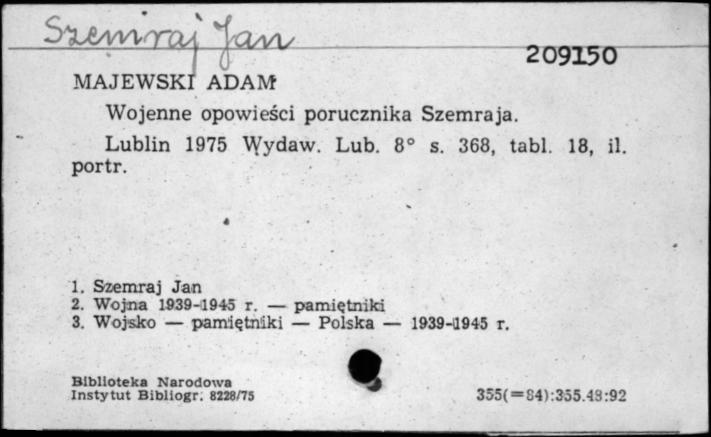 Szemraj Jan
209150
MAJEWSKI ADAM
Wojenne opowieści porucznika Szemraja.
Lublin 1975 Wydaw. Lub. 8° s. 368, tabl. 18, il.
portr.
1. Szemraj Jan
2. Wojna 1939-1945 r. — pamiętniki
3. Wojsko — pamiętniki — Polska — 1939-1945 r.
Biblioteka Narodowa
Instytut Bibliogr. 8228/75
355(=84):355.48:92